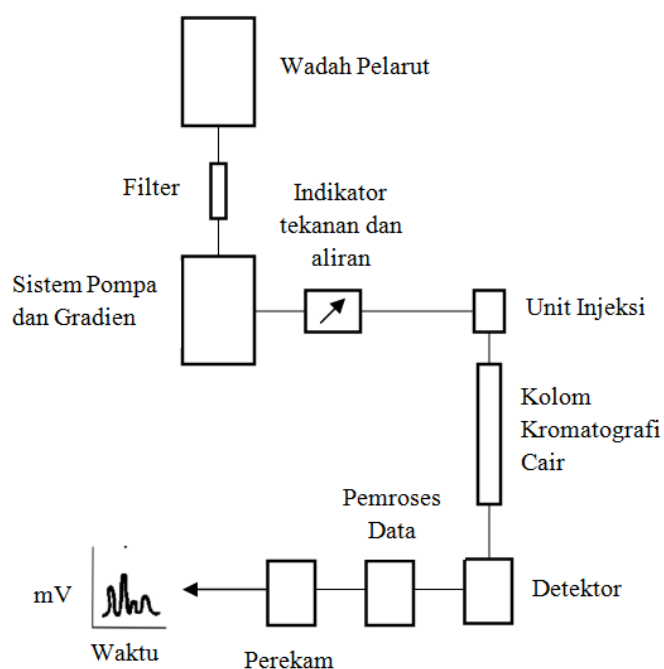 Wadah Pelarut
Filter
Indikator
tekanan dan
aliran
Sistem Pompa
dan Gradien
Unit Injeksi
Kolom
Kromatografi
Cair
Pemroses
Data
Detektor
mV
Waktu
Perekam